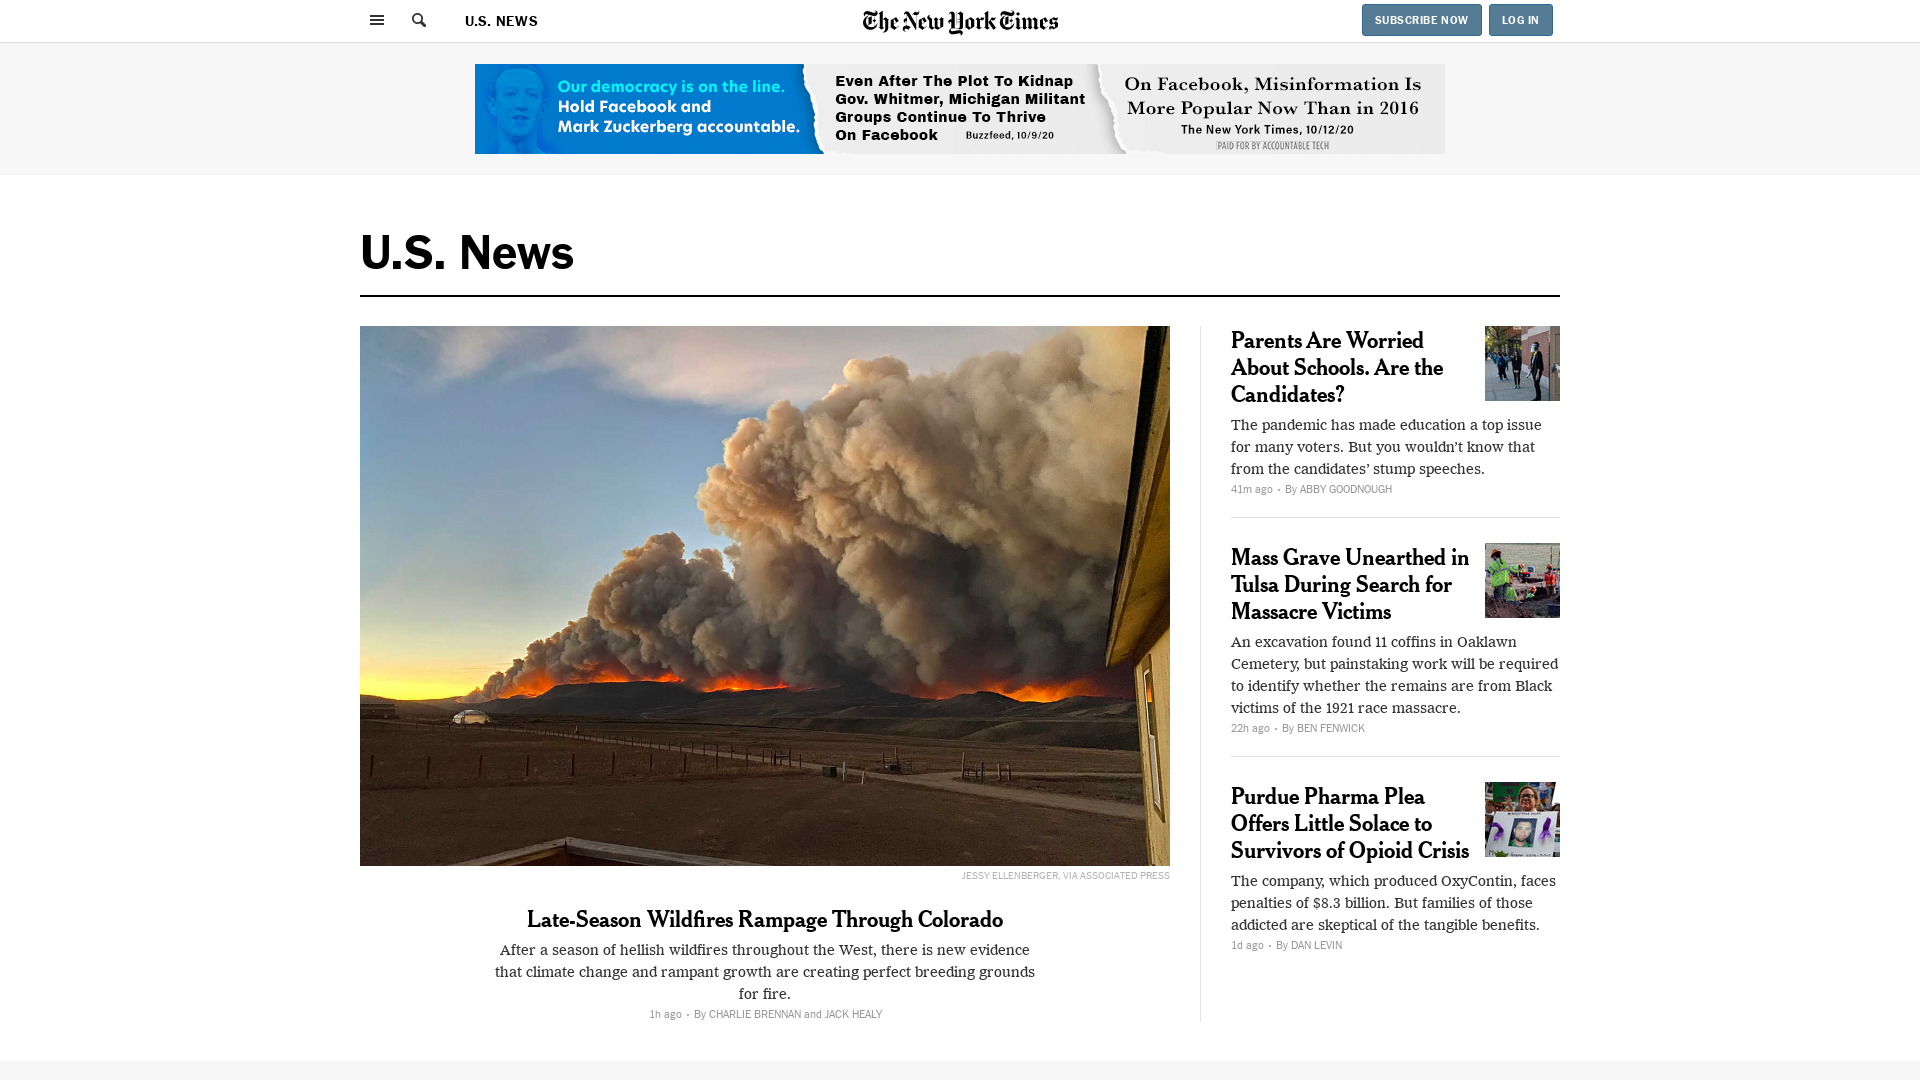 U.S. NEWS
The New York Times
SUBSCRIBE NOW
LOG IN
Our democracy is on the line.
Hold Facebook and
Mark Zuckerberg accountable.
Even After The Plot To Kidnap
Gov. Whitmer, Michigan Militant
Groups Continue To Thrive
On Facebook Buzzfeed, 10/9/20
On Facebook, Misinformation Is
More Popular Now Than in 2016
The New York Times, 10/12/20
PAID FOR BY ACCOUNTABLE TECH
U.S. News
JESSY ELLENBERGER, VIA ASSOCIATED PRESS
Late-Season Wildfires Rampage Through Colorado
After a season of hellish wildfires throughout the West, there is new evidence
that climate change and rampant growth are creating perfect breeding grounds
for fire.
1h ago • By CHARLIE BRENNAN and JACK HEALY
Parents Are Worried
About Schools. Are the
Candidates?
The pandemic has made education a top issue
for many voters. But you wouldn’t know that
from the candidates’ stump speeches.
41m ago • By ABBY GOODNOUGH
Mass Grave Unearthed in
Tulsa During Search for
Massacre Victims
An excavation found 11 coffins in Oaklawn
Cemetery, but painstaking work will be required
to identify whether the remains are from Black
victims of the 1921 race massacre.
22h ago • By BEN FENWICK
Purdue Pharma Plea
Offers Little Solace to
Survivors of Opioid Crisis
The company, which produced OxyContin, faces
penalties of $8.3 billion. But families of those
addicted are skeptical of the tangible benefits.
1d ago • By DAN LEVIN